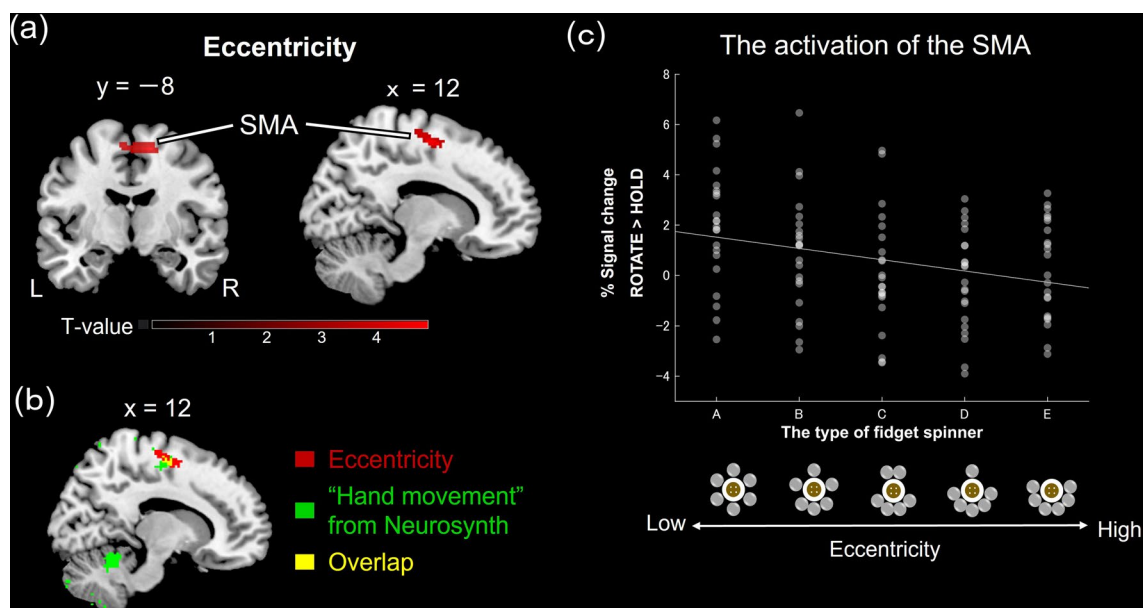 (a)
Eccentricity
y = −8
x = 12
SMA
L
R
T-value
1 2 3 4
(b)
x = 12
Eccentricity
“Hand movement”
from Neurosynth
Overlap
(c)
The activation of the SMA
% Signal change
ROTATE > HOLD
8
6
4
2
0
−2
−4
A B C D E
The type of fidget spinner
Low
High
Eccentricity